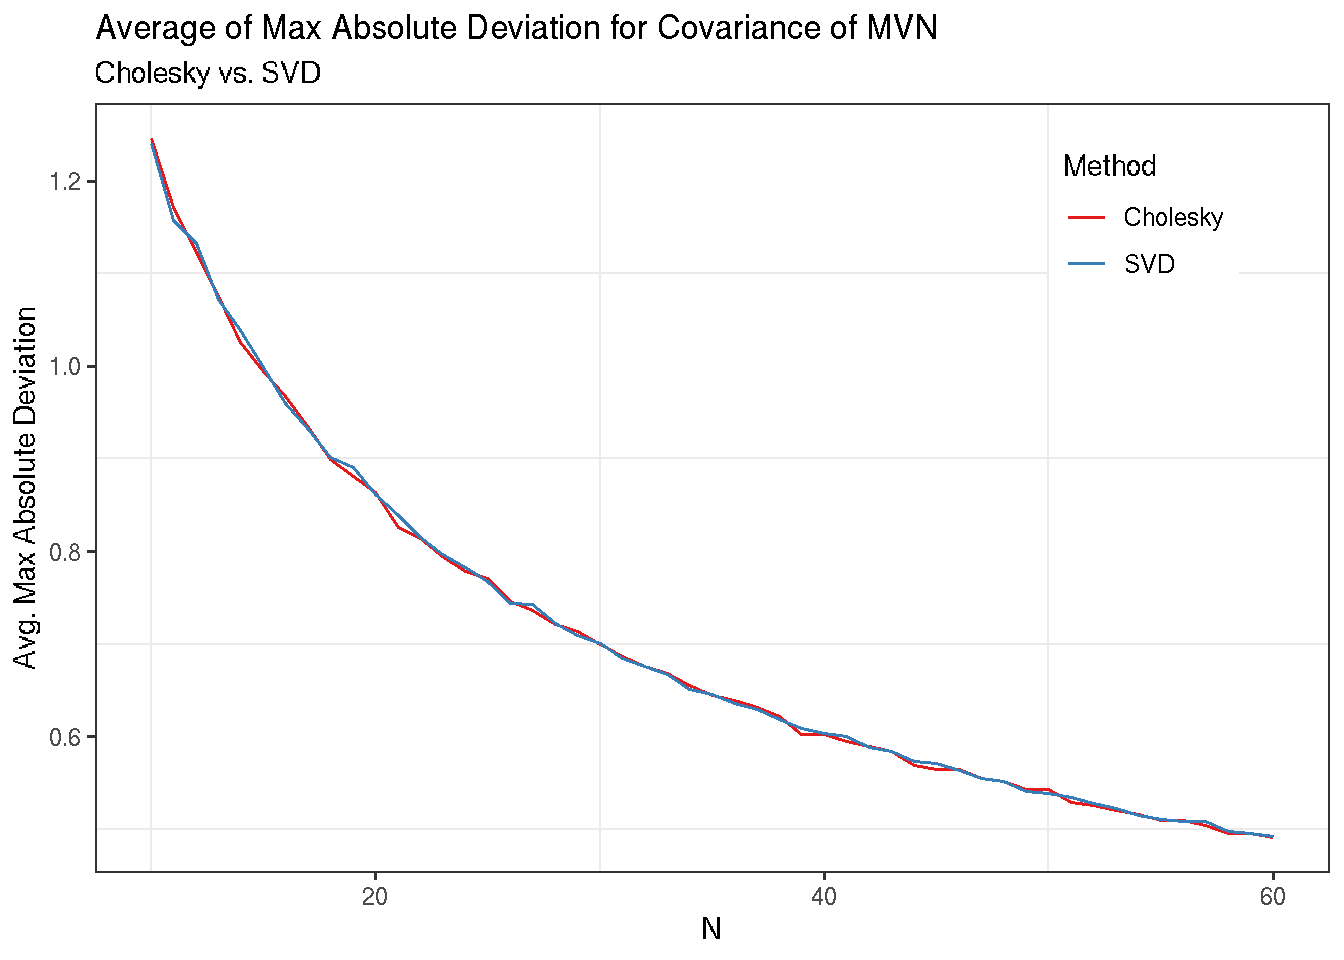 Average of Max Absolute Deviation for Covariance of MVN
Cholesky vs. SVD
Avg. Max Absolute Deviation
1.2
1.0
0.8
0.6
Method
Cholesky
SVD
20
40
60
N